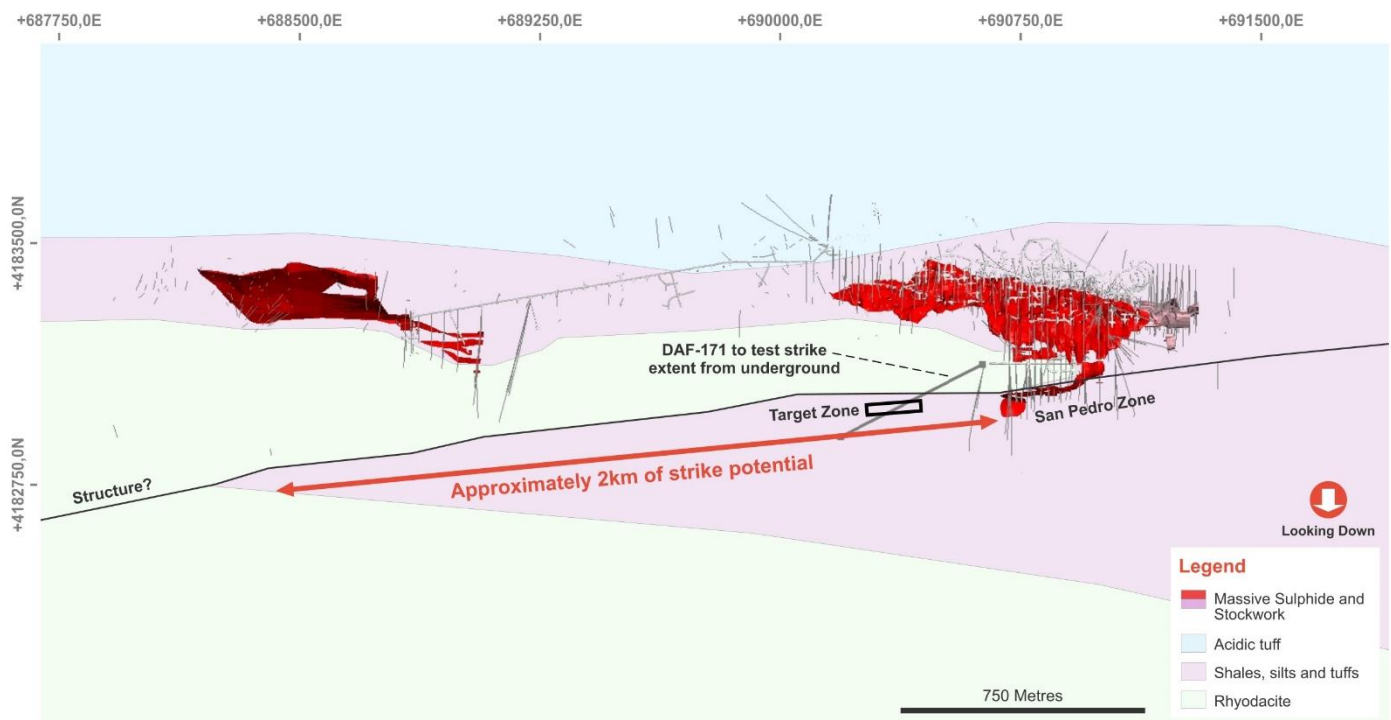 +687750,0E
+688500,0E
+689250,0E
+690000,0E
+690750,0E
+691500,0E
+4183500,0N
+4182750,0N
DAF-171 to test strike
extent from underground
Target Zone
San Pedro Zone
Approximately 2km of strike potential
Structure?
Looking Down
Legend
Massive Sulphide and
Stockwork
Acidic tuff
Shales, silts and tuffs
Rhyodacite
750 Metres